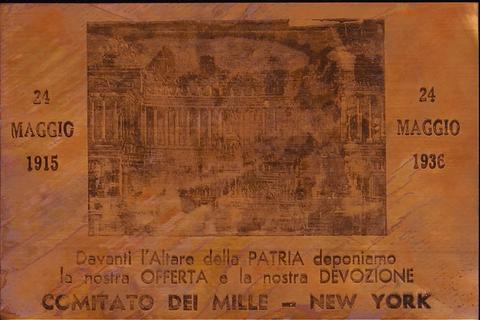 24
MAGGIO
1915
24
MAGGIO
1936
Davanti l'Altare della PATRIA deponiamo
la nostra OFFERTA e la nostra DEVOZIONE
COMITATO DEI MILLE - NEW YORK